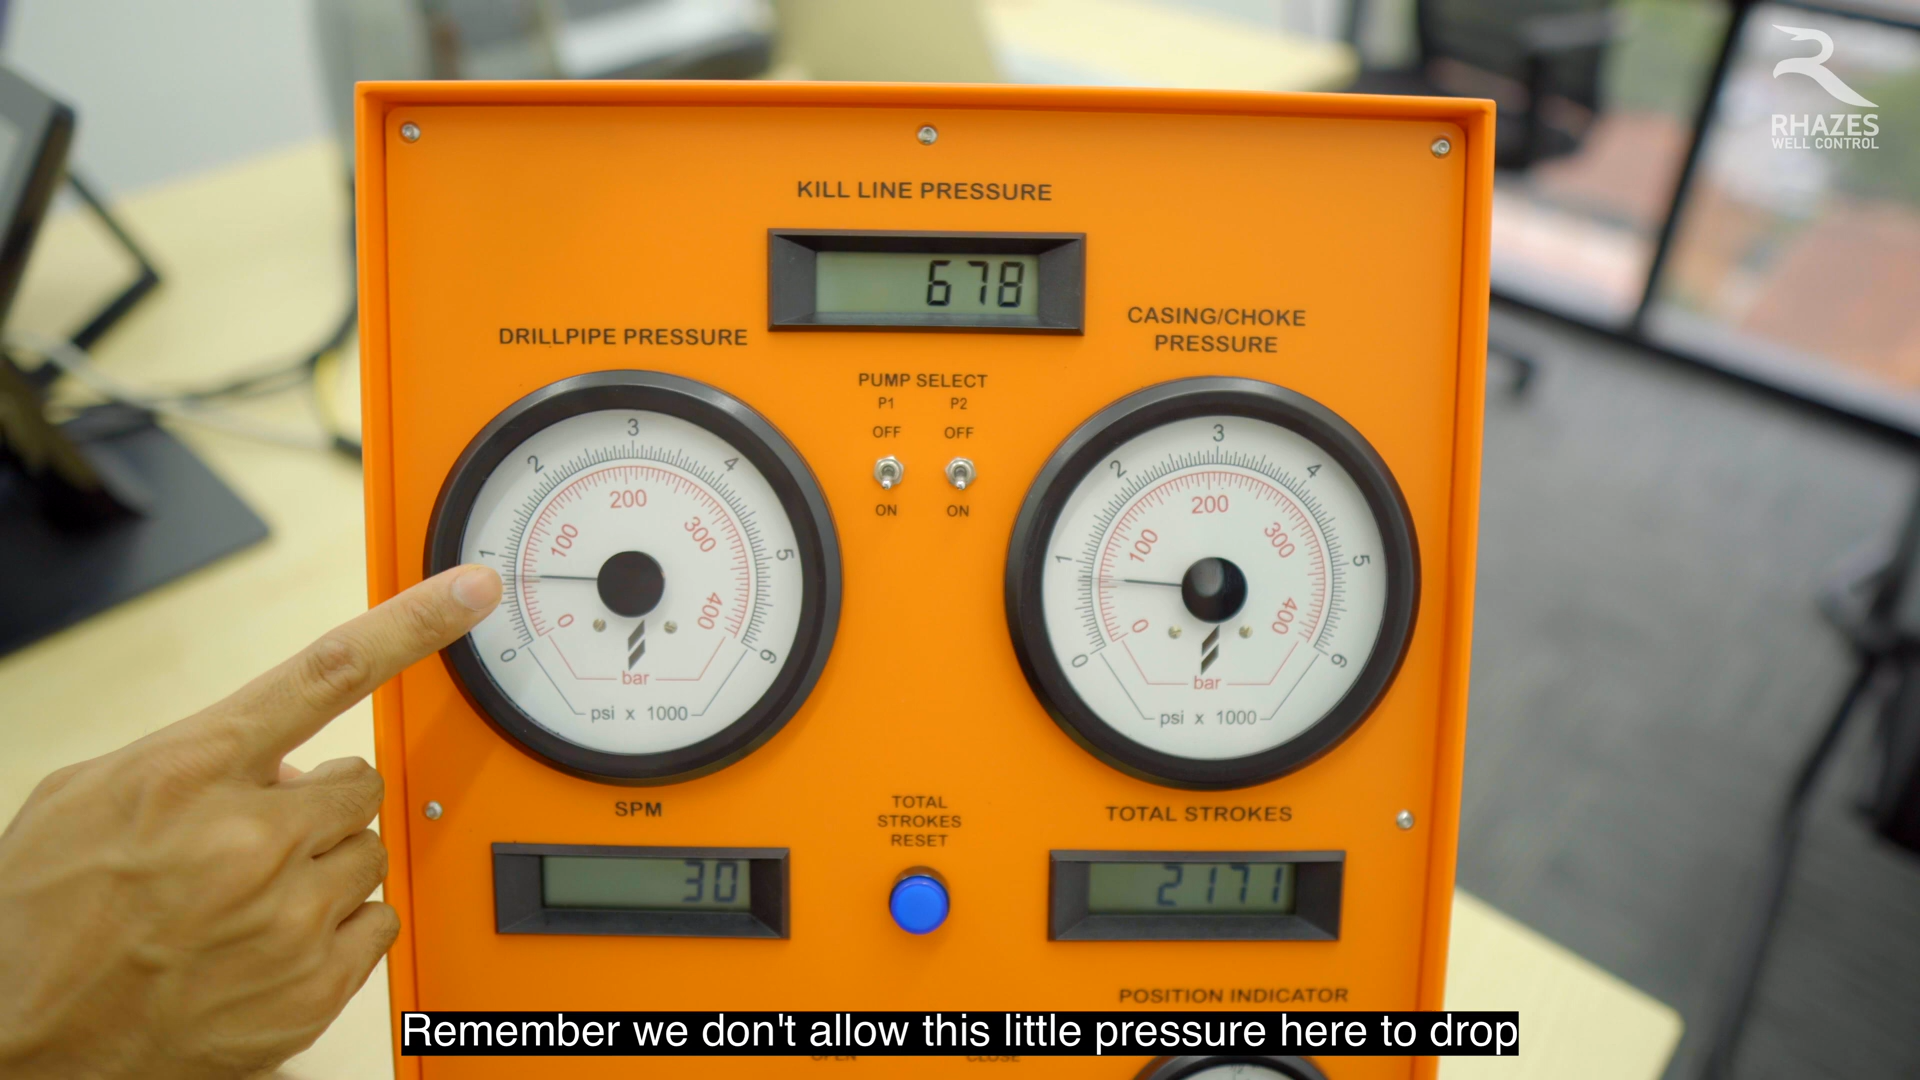 RHAZES
WELL CONTROL
KILL LINE PRESSURE
678
DRILLPIPE PRESSURE
CASING/CHOKE
PRESSURE
PUMP SELECT
P1 P2
OFF OFF
ON ON
0 1 2 3 4 5 6
0 100 200 300 400
bar
psi x 1000
0 1 2 3 4 5 6
0 100 200 300 400
bar
psi x 1000
SPM
30
TOTAL
STROKES
RESET
TOTAL STROKES
2171
POSITION INDICATOR
OPEN CLOSE
Remember we don't allow this little pressure here to drop